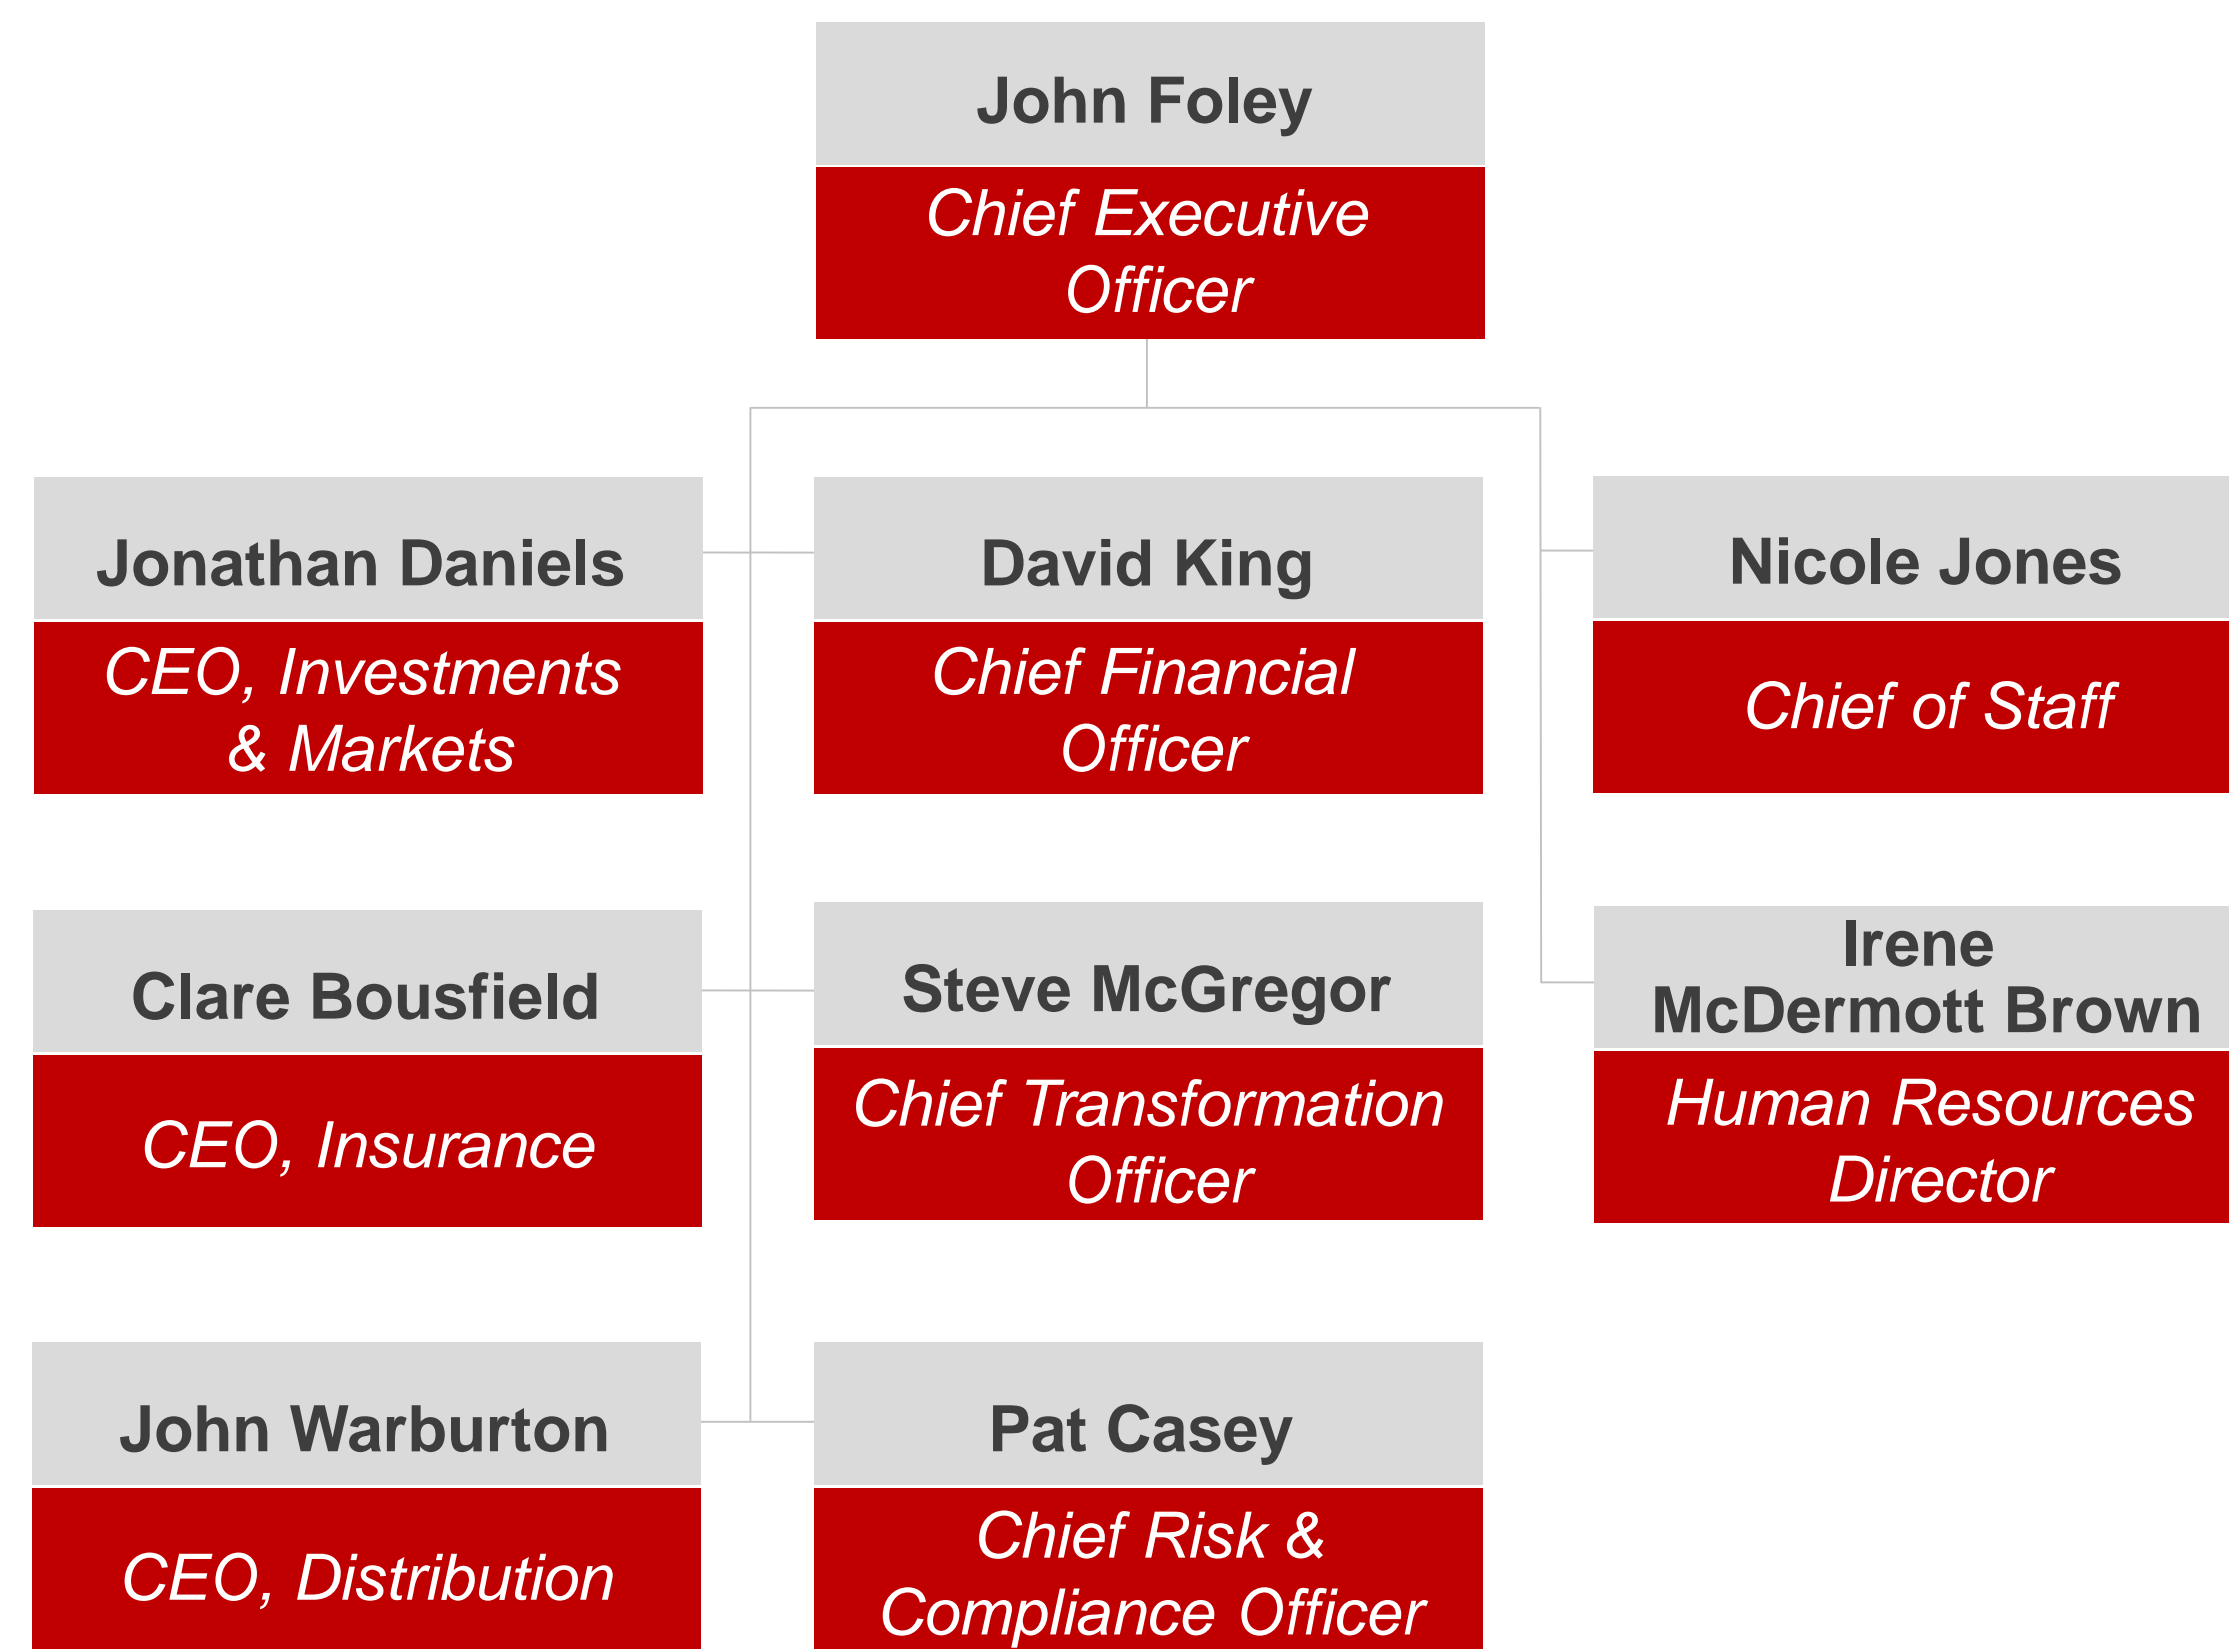 John Foley
Chief Executive
Officer
Jonathan Daniels
CEO, Investments
& Markets
David King
Chief Financial
Officer
Nicole Jones
Chief of Staff
Clare Bousfield
CEO, Insurance
Steve McGregor
Chief Transformation
Officer
Irene
McDermott Brown
Human Resources
Director
John Warburton
CEO, Distribution
Pat Casey
Chief Risk &
Compliance Officer